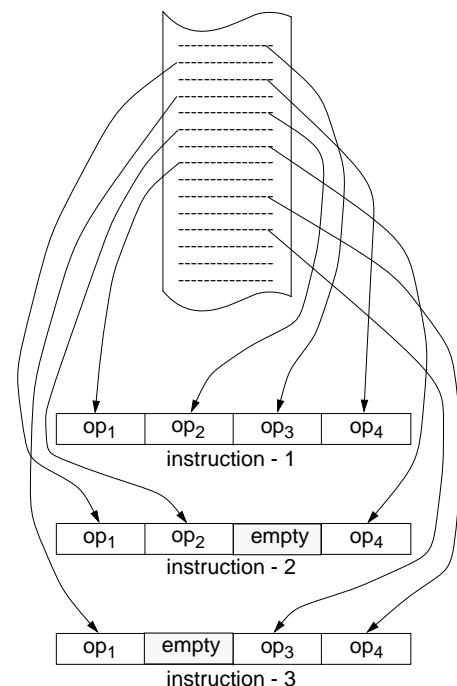 op₁ op₂ op₃ op₄
instruction - 1
op₁ op₂ empty op₄
instruction - 2
op₁ empty op₃ op₄
instruction - 3